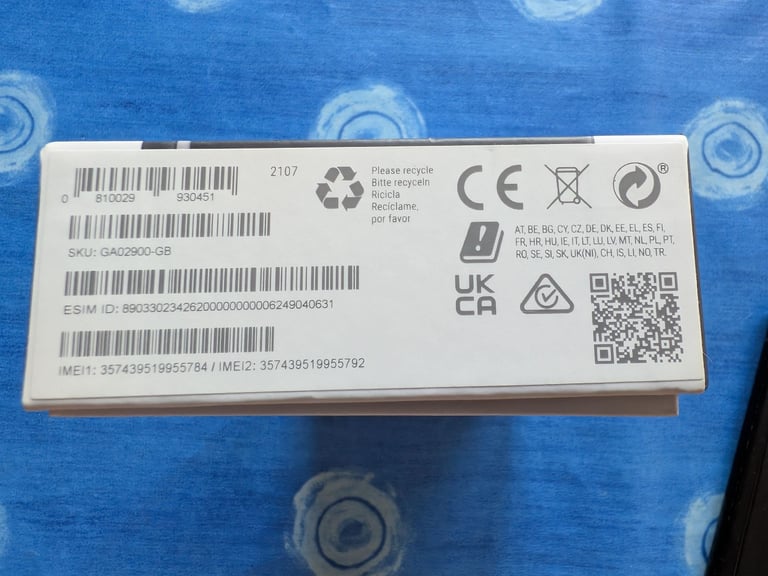 0 810029 930451
2107
Please recycle
Bitte recyceln
Ricicla
Recíclame,
por favor
CE
®
SKU: GA02900-GB
AT, BE, BG, CY, CZ, DE, DK, EE, EL, ES, FI,
FR, HR, HU, IE, IT, LT, LU, LV, MT, NL, PL, PT,
RO, SE, SI, SK, UK(NI), CH, IS, LI, NO, TR.
UK
CA
ESIM ID: 89033023426200000000006249040631
IMEI1: 357439519955784 / IMEI2: 357439519955792